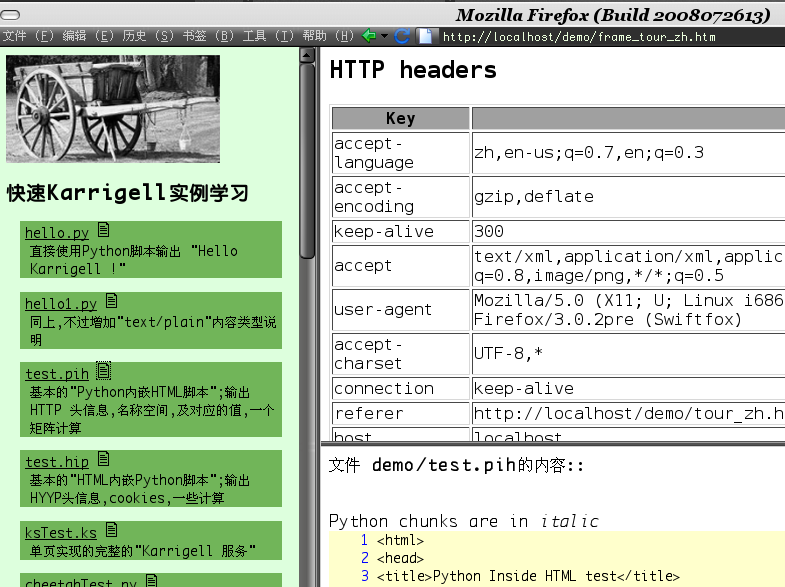 Mozilla Firefox (Build 2008072613)
文件 (F) 编辑 (E) 历史 (S) 书签 (B) 工具 (T) 帮助 (H) http://localhost/demo/frame_tour_zh.htm
快速Karrigell实例学习
hello.py
直接使用Python脚本输出 "Hello
Karrigell !"
hello1.py
同上,不过增加"text/plain"内容类型说
明
test.pih
基本的"Python内嵌HTML脚本";输出
HTTP 头信息,名称空间,及对应的值,一个
矩阵计算
test.hip
基本的"HTML内嵌Python脚本";输出
HYYP头信息,cookies,一些计算
ksTest.ks
单页实现的完整的"Karrigell 服务"
cheetahTest.py
HTTP headers
Key
accept-
language
zh,en-us;q=0.7,en;q=0.3
accept-
encoding
gzip,deflate
keep-alive 300
accept
text/xml,application/xml,applic
q=0.8,image/png,*/*;q=0.5
user-agent
Mozilla/5.0 (X11; U; Linux i686
Firefox/3.0.2pre (Swiftfox)
accept-
charset
UTF-8,*
connection keep-alive
referer http://localhost/demo/tour_zh.h
host localhost
文件 demo/test.pih的内容::
Python chunks are in italic
1 <html>
2 <head>
3 <title>Python Inside HTML test</title>